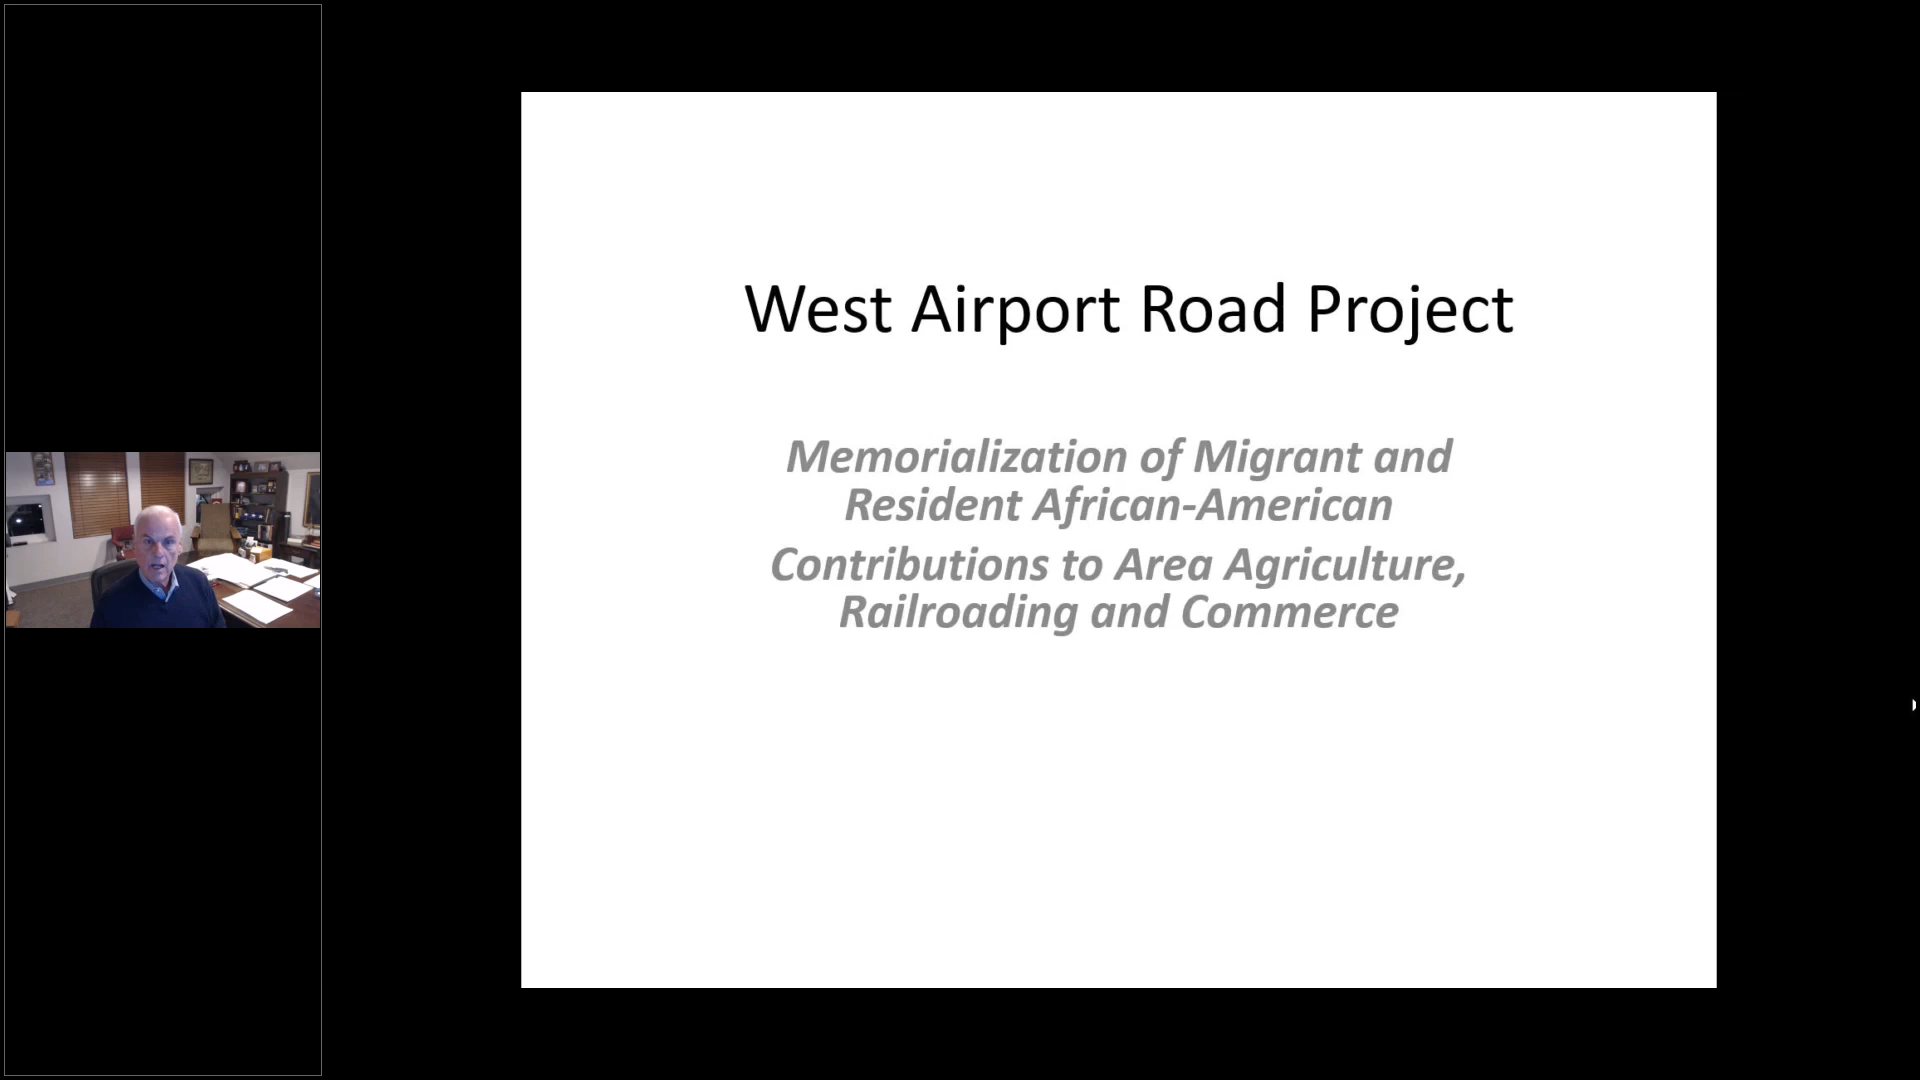 West Airport Road Project
Memorialization of Migrant and
Resident African-American
Contributions to Area Agriculture,
Railroading and Commerce